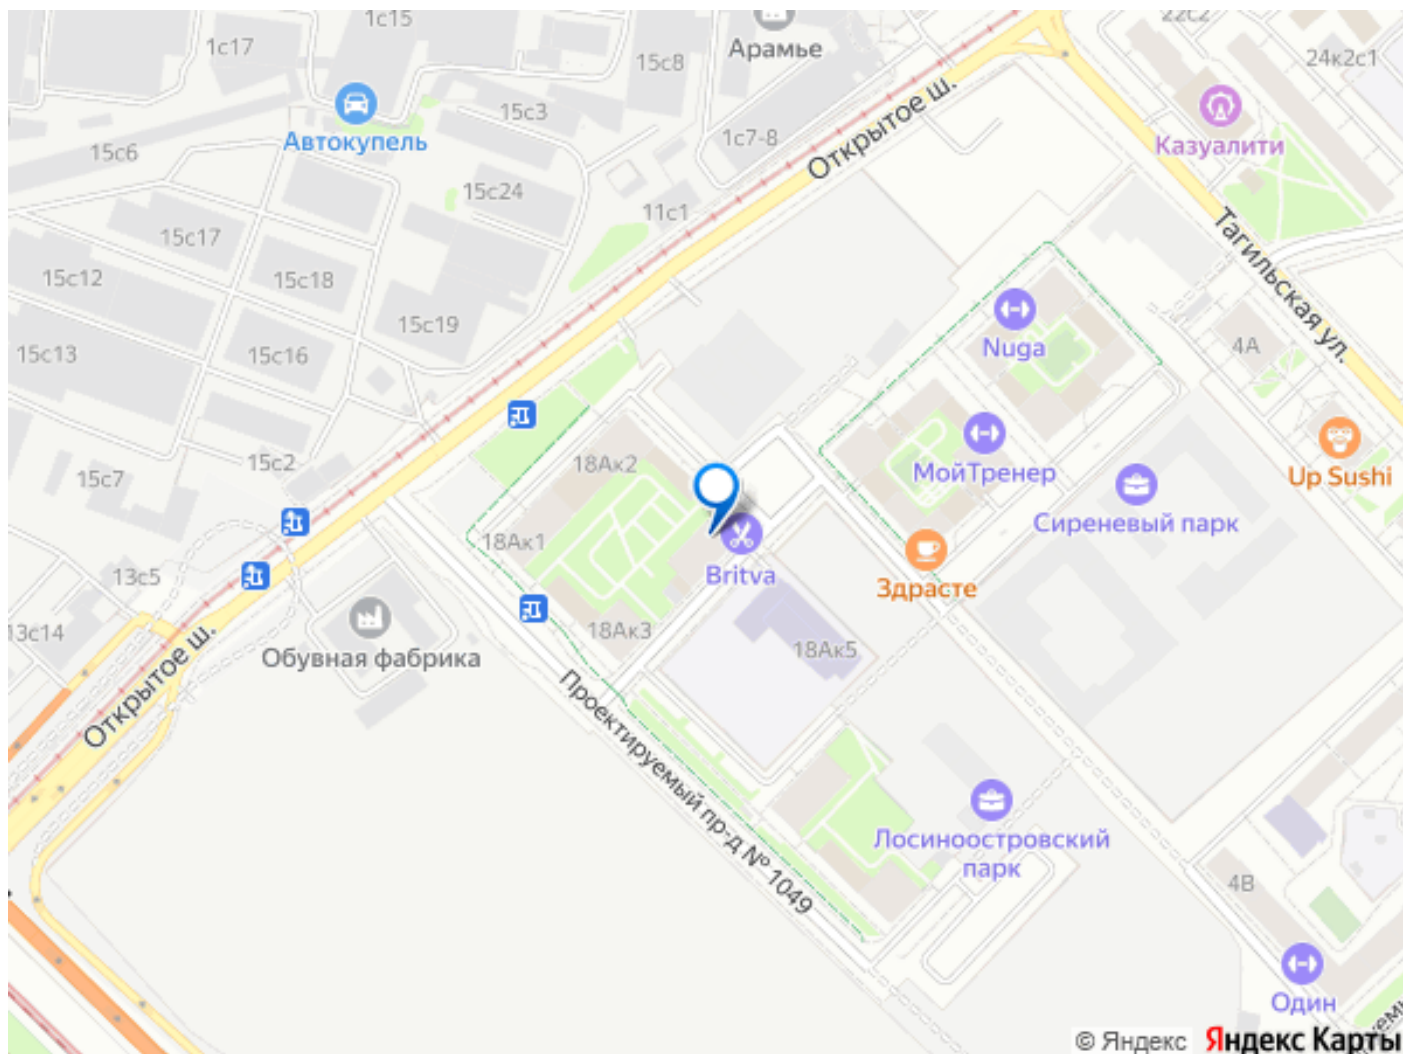 1с15
22с2
1с17
Арамье
24к2с1
15с8
15с3
Автокупель
1с7-8
Открытое ш.
Казуалити
15с6
15с24
11с1
15с17
Тагильская ул.
15с12
15с18
15с19
Nuga
4А
15с13
15с16
МойТренер
Up Sushi
15с7
15с2
18Ак2
Сиреневый парк
18Ак1
Britva
Здрасте
13с5
13с14
Открытое ш.
Обувная фабрика
18Ак3
18Ак5
Проектируемый пр-д № 1049
Лосиноостровский
парк
4В
Один
© Яндекс Яндекс Карты